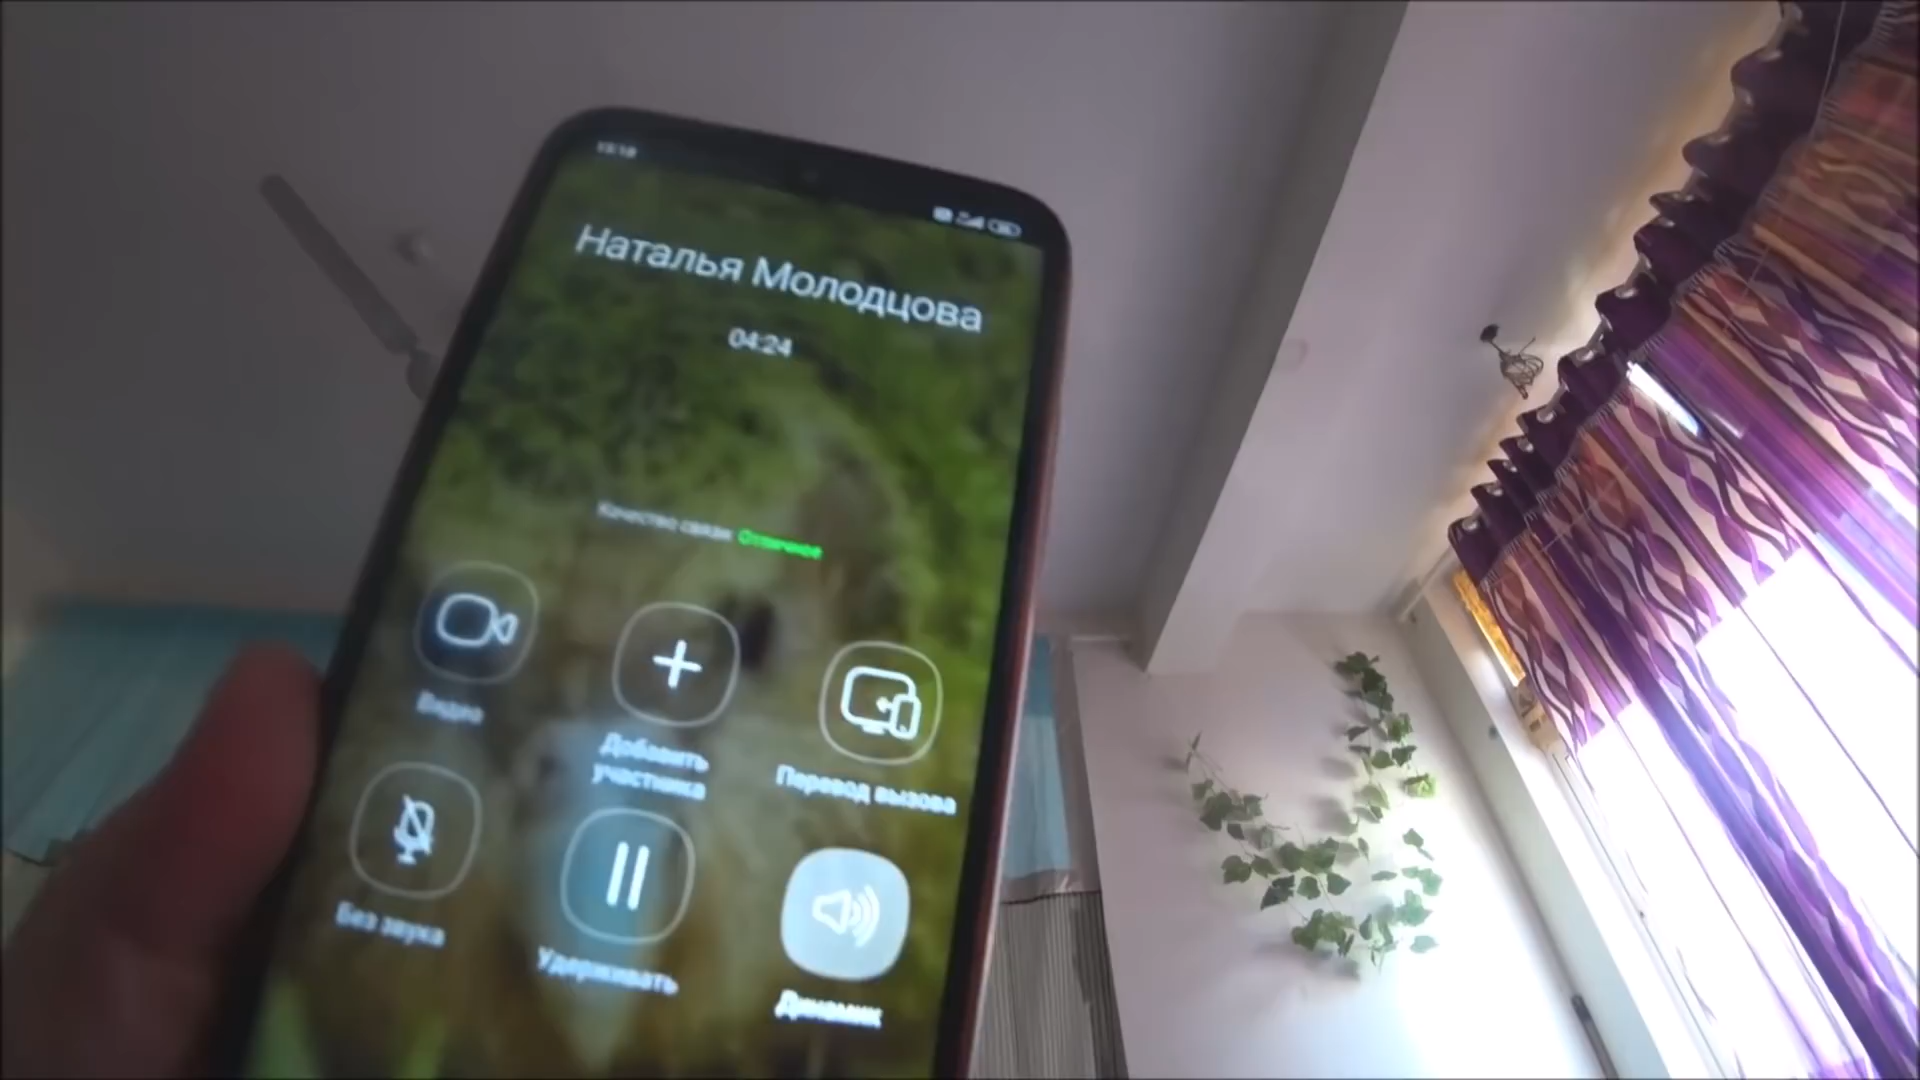 Наталья Молодцова
04:24
Качество связи: Отличное
Видео
Добавить
участника
Перевод вызова
Без звука
Удерживать
Динамик